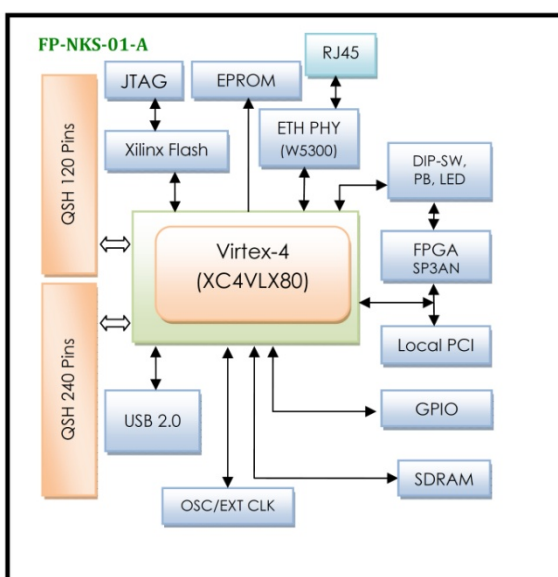 FP-NKS-01-A
RJ45
JTAG
EPROM
ETH PHY
(W5300)
Xilinx Flash
DIP-SW,
PB, LED
QSH 120 Pins
Virtex-4
(XC4VLX80)
FPGA
SP3AN
Local PCI
QSH 240 Pins
USB 2.0
GPIO
SDRAM
OSC/EXT CLK